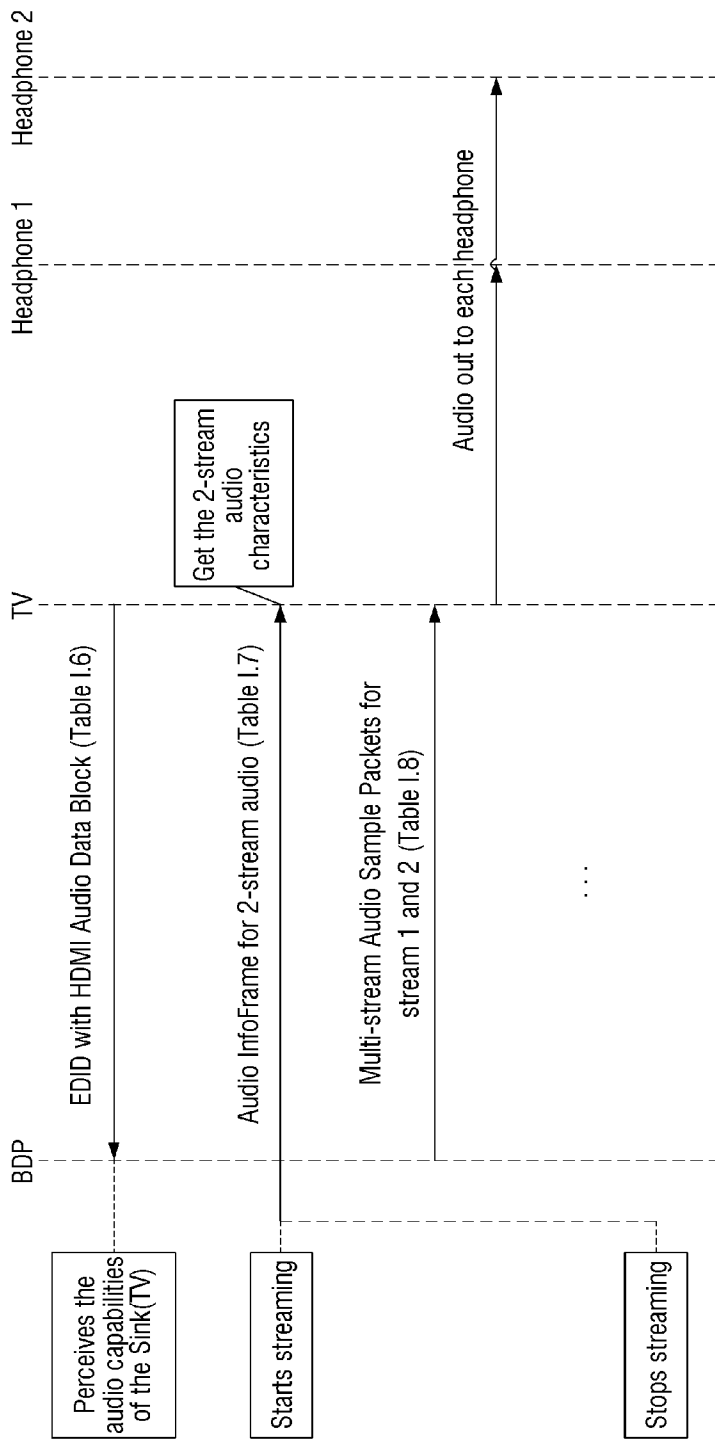 BDP
TV
Headphone 1
Headphone 2
Perceives the
audio capabilities
of the Sink(TV)
EDID with HDMI Audio Data Block (Table I.6)
Starts streaming
Audio InfoFrame for 2-stream audio (Table I.7)
Get the 2-stream
audio
characteristics
Multi-stream Audio Sample Packets for
stream 1 and 2 (Table I.8)
Audio out to each headphone
...
Stops streaming